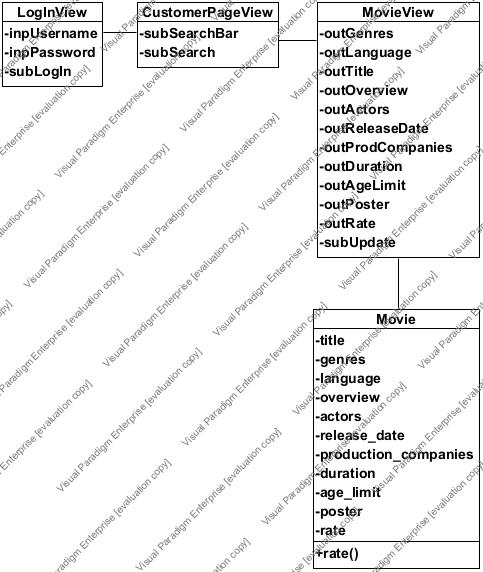 LogInView
-inpUsername
-inpPassword
-subLogIn
CustomerPageView
-subSearchBar
-subSearch
MovieView
-outGenres
-outLanguage
-outTitle
-outOverview
-outActors
-outReleaseDate
-outProdCompanies
-outDuration
-outAgeLimit
-outPoster
-outRate
-subUpdate
Movie
-title
-genres
-language
-overview
-actors
-release_date
-production_companies
-duration
-age_limit
-poster
-rate
+rate()
Visual Paradigm Enterprise [evaluation copy]